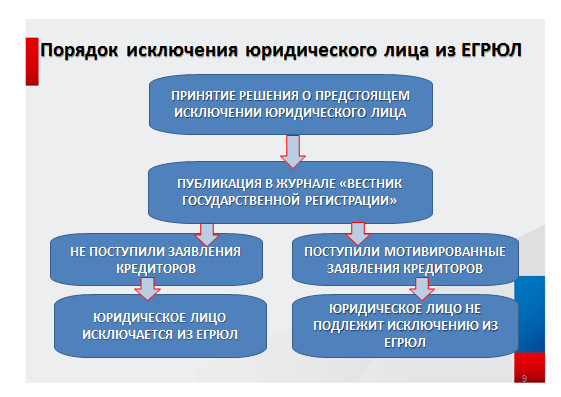 Порядок исключения юридического лица из ЕГРЮЛ
ПРИНЯТИЕ РЕШЕНИЯ О ПРЕДСТОЯЩЕМ
ИСКЛЮЧЕНИИ ЮРИДИЧЕСКОГО ЛИЦА
ПУБЛИКАЦИЯ В ЖУРНАЛЕ «ВЕСТНИК
ГОСУДАРСТВЕННОЙ РЕГИСТРАЦИИ»
НЕ ПОСТУПИЛИ ЗАЯВЛЕНИЯ
КРЕДИТОРОВ
ПОСТУПИЛИ МОТИВИРОВАННЫЕ
ЗАЯВЛЕНИЯ КРЕДИТОРОВ
ЮРИДИЧЕСКОЕ ЛИЦО
ИСКЛЮЧАЕТСЯ ИЗ ЕГРЮЛ
ЮРИДИЧЕСКОЕ ЛИЦО НЕ
ПОДЛЕЖИТ ИСКЛЮЧЕНИЮ ИЗ
ЕГРЮЛ
9